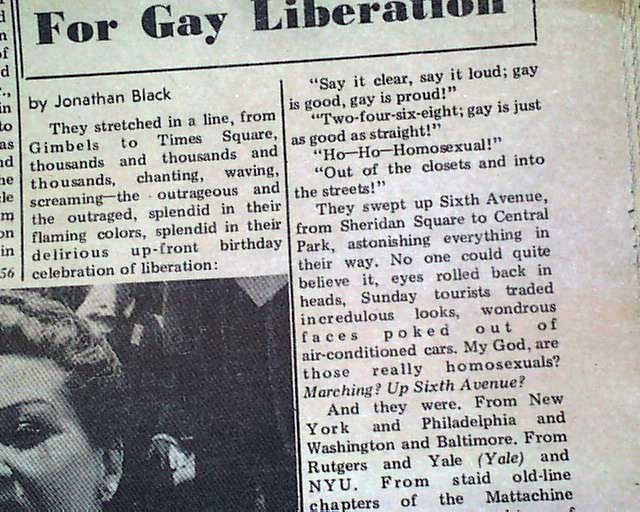 For Gay Liberation
by Jonathan Black
They stretched in a line, from
Gimbels to Times Square,
thousands and thousands and
thousands, chanting, waving,
screaming—the outrageous and
the outraged, splendid in their
flaming colors, splendid in their
delirious up-front birthday
celebration of liberation:
"Say it clear, say it loud; gay
is good, gay is proud!"
"Two-four-six-eight; gay is just
as good as straight!"
"Ho—Ho—Homosexual!"
"Out of the closets and into
the streets!"
They swept up Sixth Avenue,
from Sheridan Square to Central
Park, astonishing everything in
their way. No one could quite
believe it, eyes rolled back in
heads, Sunday tourists traded
incredulous looks, wondrous
faces poked out of
air-conditioned cars. My God, are
those really homosexuals?
Marching? Up Sixth Avenue?
And they were. From New
York and Philadelphia and
Washington and Baltimore. From
Rutgers and Yale (Yale) and
NYU. From staid old-line
chapters of the Mattachine